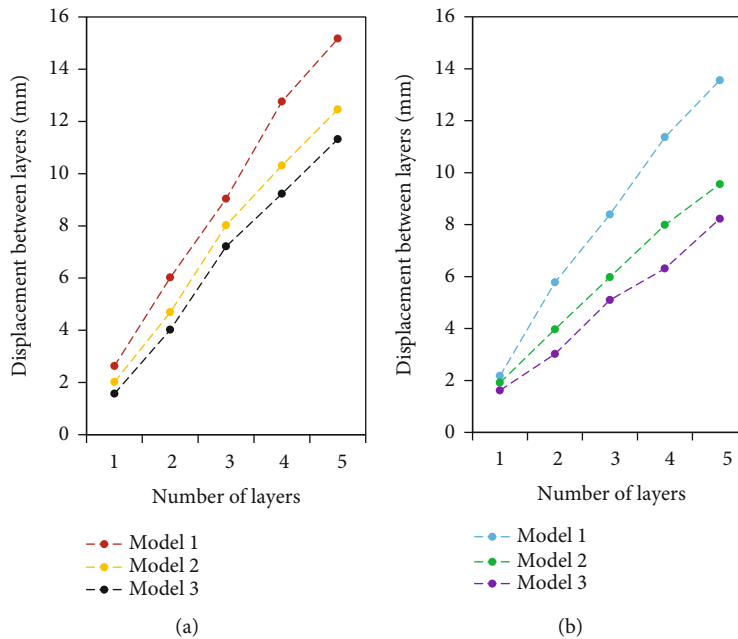 Displacement between layers (mm)
16
14
12
10
8
6
4
2
0
1 2 3 4 5
Number of layers
Model 1
Model 2
Model 3
(a)
Displacement between layers (mm)
16
14
12
10
8
6
4
2
0
1 2 3 4 5
Number of layers
Model 1
Model 2
Model 3
(b)